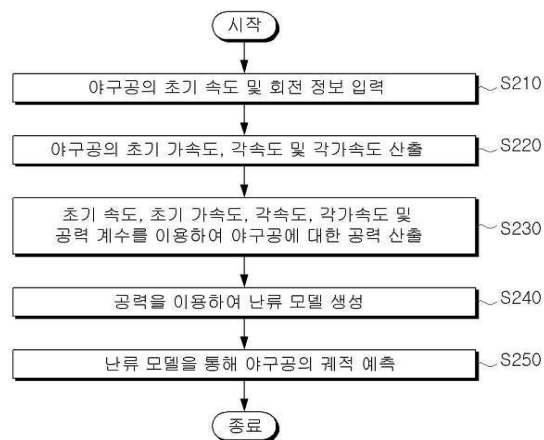 시작
야구공의 초기 속도 및 회전 정보 입력
S210
야구공의 초기 가속도, 각속도 및 각가속도 산출
S220
초기 속도, 초기 가속도, 각속도, 각가속도 및
공력 계수를 이용하여 야구공에 대한 공력 산출
S230
공력을 이용하여 난류 모델 생성
S240
난류 모델을 통해 야구공의 궤적 예측
S250
종료